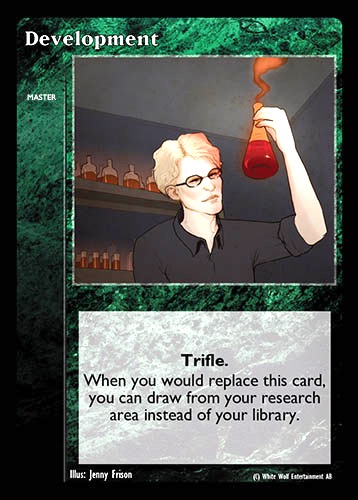 Development
MASTER
Trifle.
When you would replace this card,
you can draw from your research
area instead of your library.
Illus: Jenny Frison
(C) White Wolf Entertainment AB